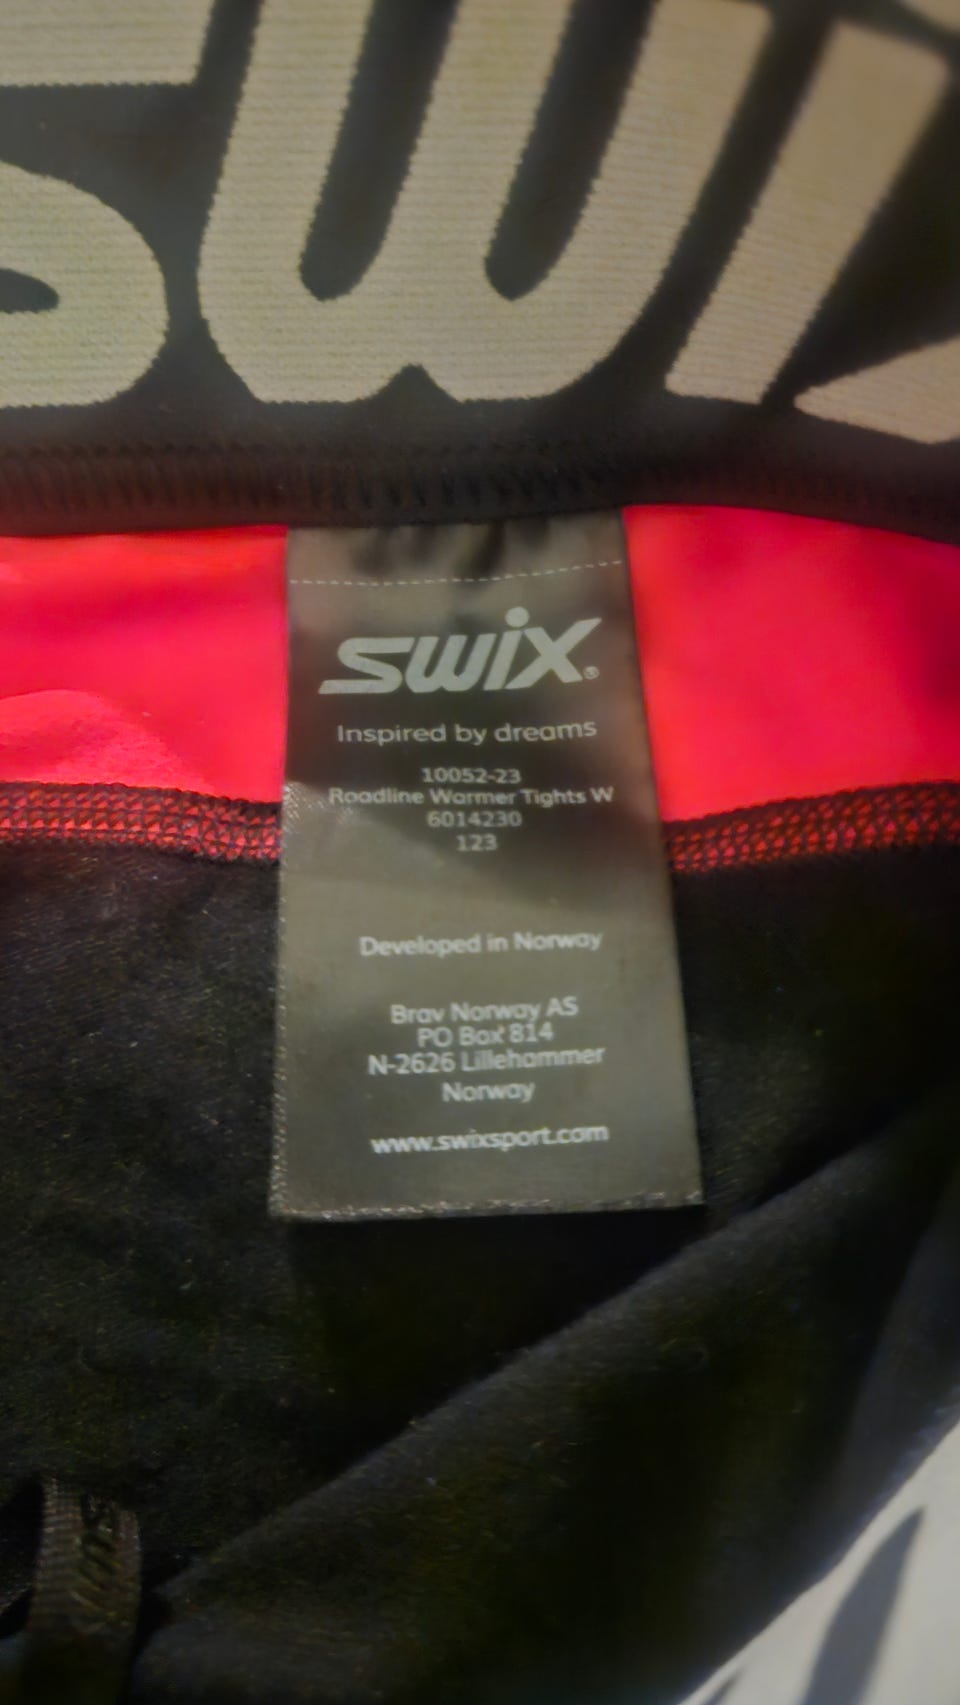 swix
swix®
Inspired by dreams
10052-23
Roadline Warmer Tights W
6014230
123
Developed in Norway
Brav Norway AS
PO Box 814
N-2626 Lillehammer
Norway
www.swixsport.com